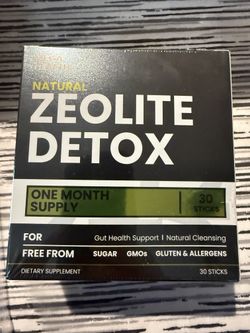 NATURAL
ZEOLITE
DETOX
ONE MONTH SUPPLY 30 STICKS
FOR Gut Health Support | Natural Cleansing
FREE FROM SUGAR GMOs GLUTEN & ALLERGENS
DIETARY SUPPLEMENT 30 STICKS